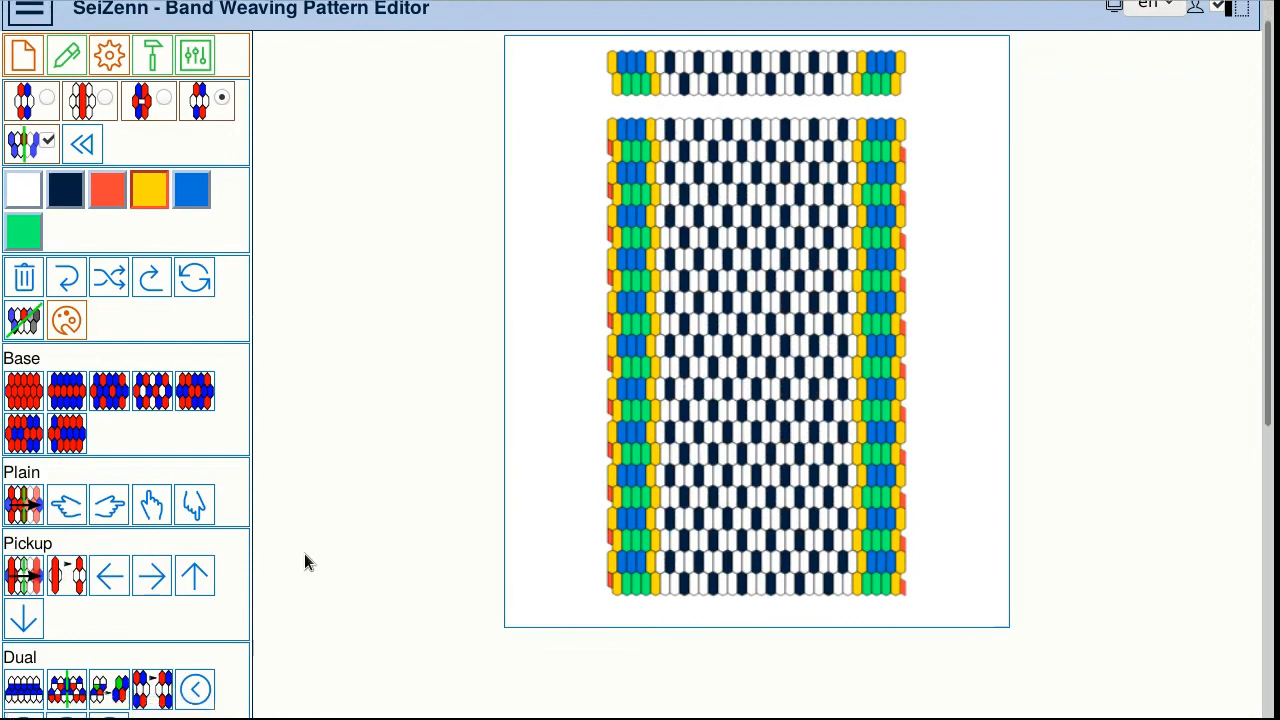 SeiZenn - Band Weaving Pattern Editor
en
Base
Plain
Pickup
Dual